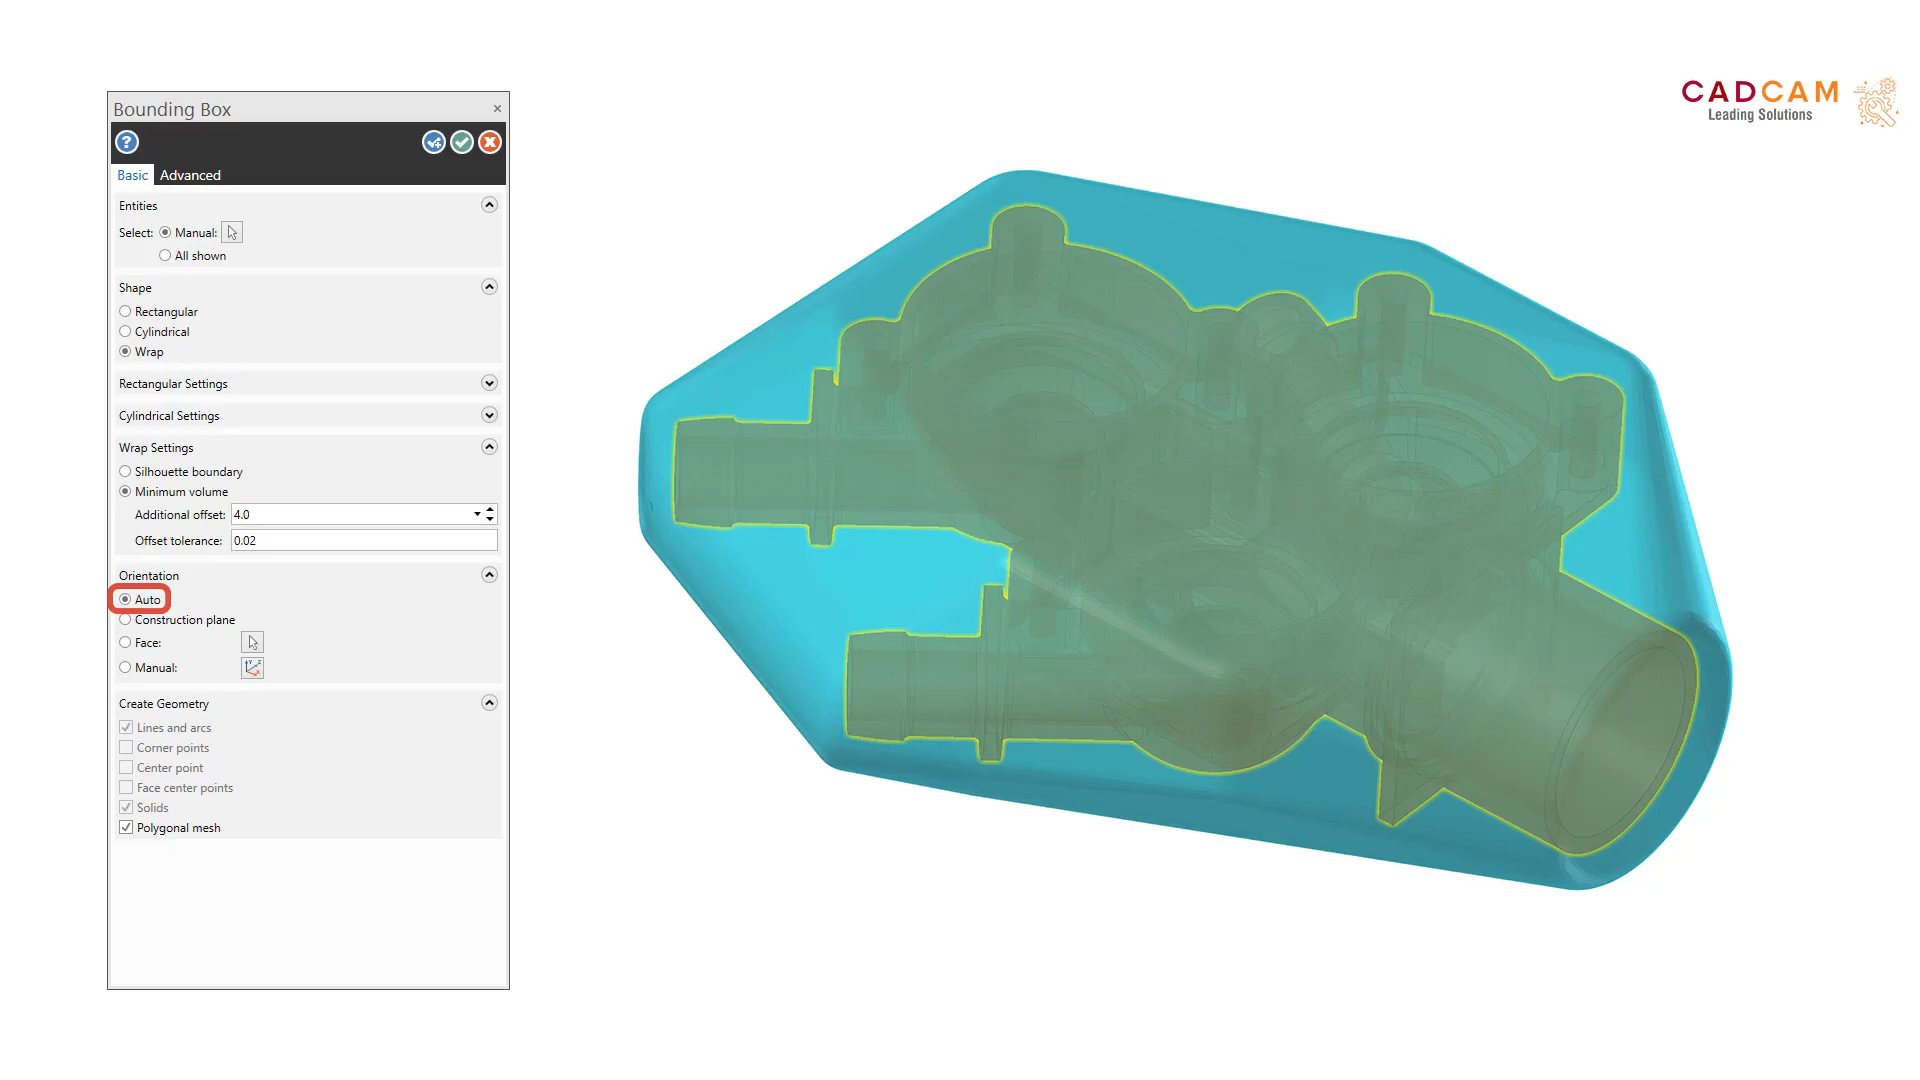 CADCAM
Leading Solutions
Bounding Box
Basic Advanced
Entities
Select: Manual:
All shown
Shape
Rectangular
Cylindrical
Wrap
Rectangular Settings
Cylindrical Settings
Wrap Settings
Silhouette boundary
Minimum volume
Additional offset: 4.0
Offset tolerance: 0.02
Orientation
Auto
Construction plane
Face:
Manual:
Create Geometry
Lines and arcs
Corner points
Center point
Face center points
Solids
Polygonal mesh